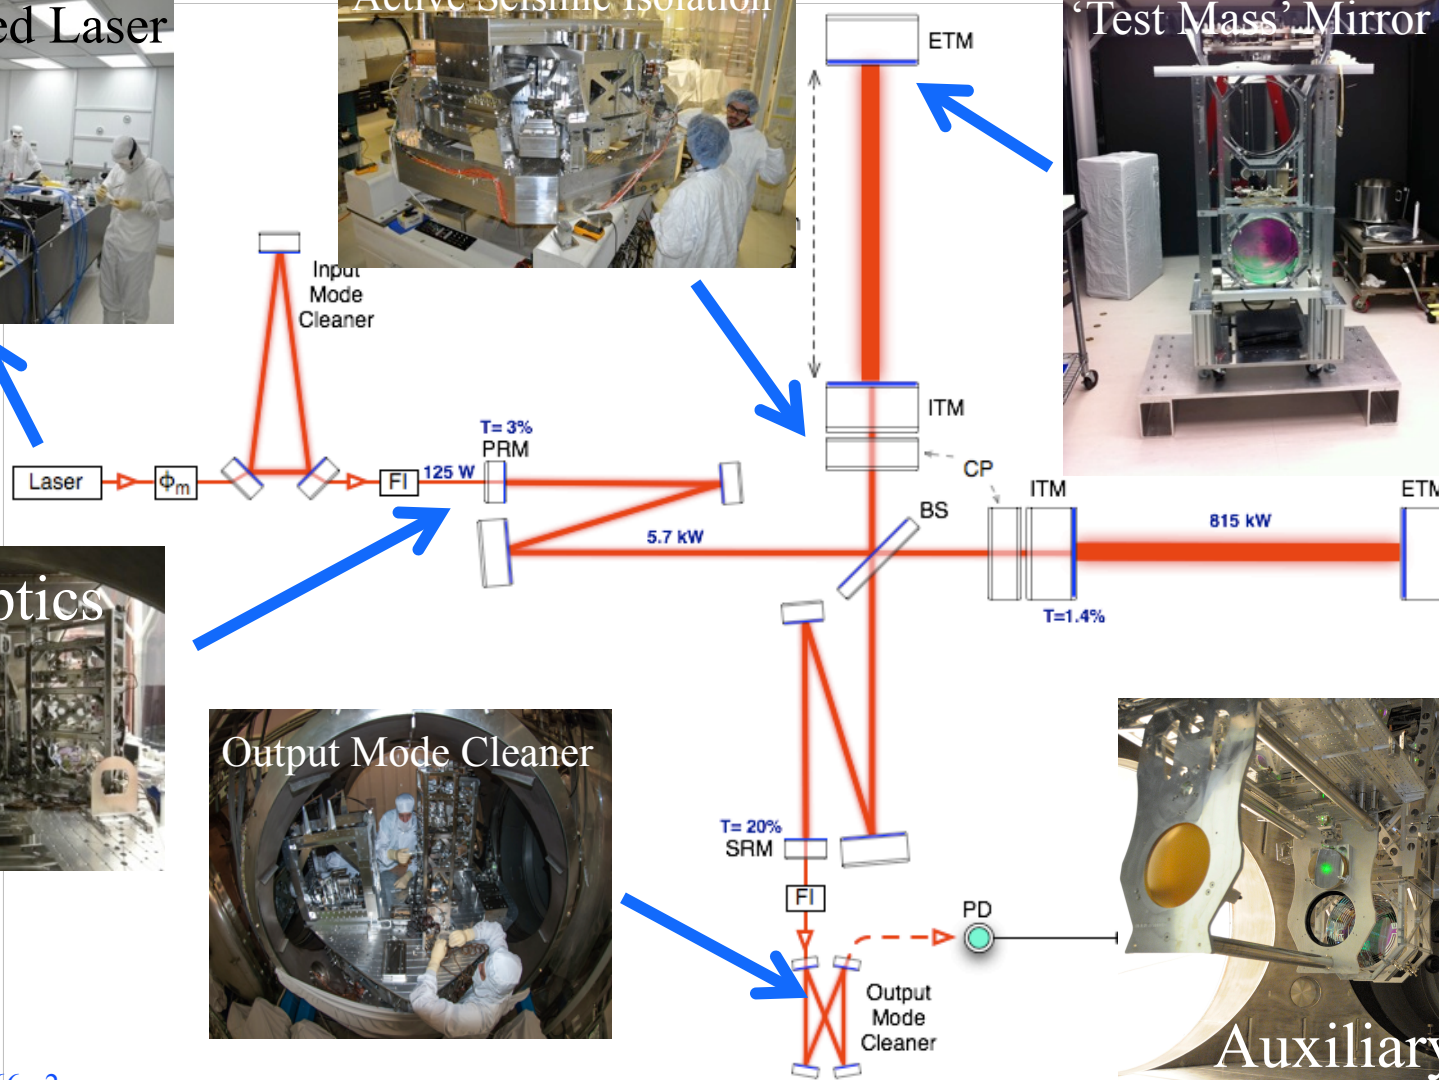 ed Laser
Active Seismic Isolation
‘Test Mass’ Mirror
ETM
Input
Mode
Cleaner
ITM
T= 3%
PRM
Laser
ϕm
FI
125 W
CP
ITM
ETM
BS
5.7 kW
815 kW
T=1.4%
ptics
Output Mode Cleaner
T= 20%
SRM
FI
PD
Output
Mode
Cleaner
Auxiliary